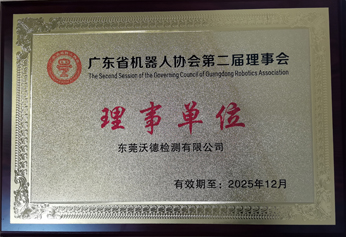 广东省机器人协会第二届理事会
The Second Session of the Governing Council of Guangdong Robotics Association
理事单位
东莞沃德检测有限公司
有效期至：2025年12月